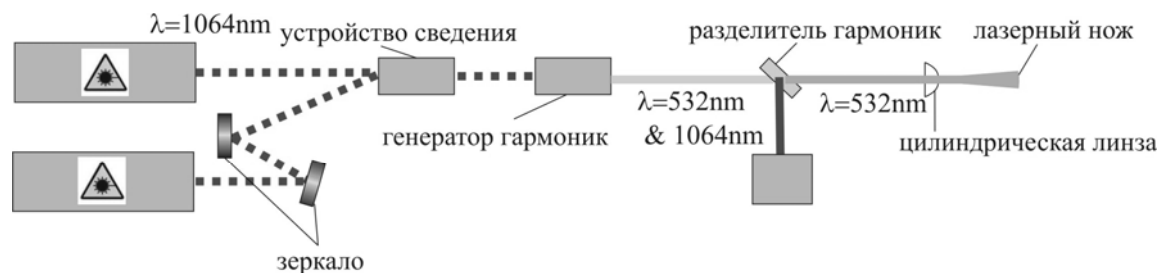 λ=1064nm
устройство сведения
разделитель гармоник
лазерный нож
λ=532nm
& 1064nm
λ=532nm
генератор гармоник
цилиндрическая линза
зеркало